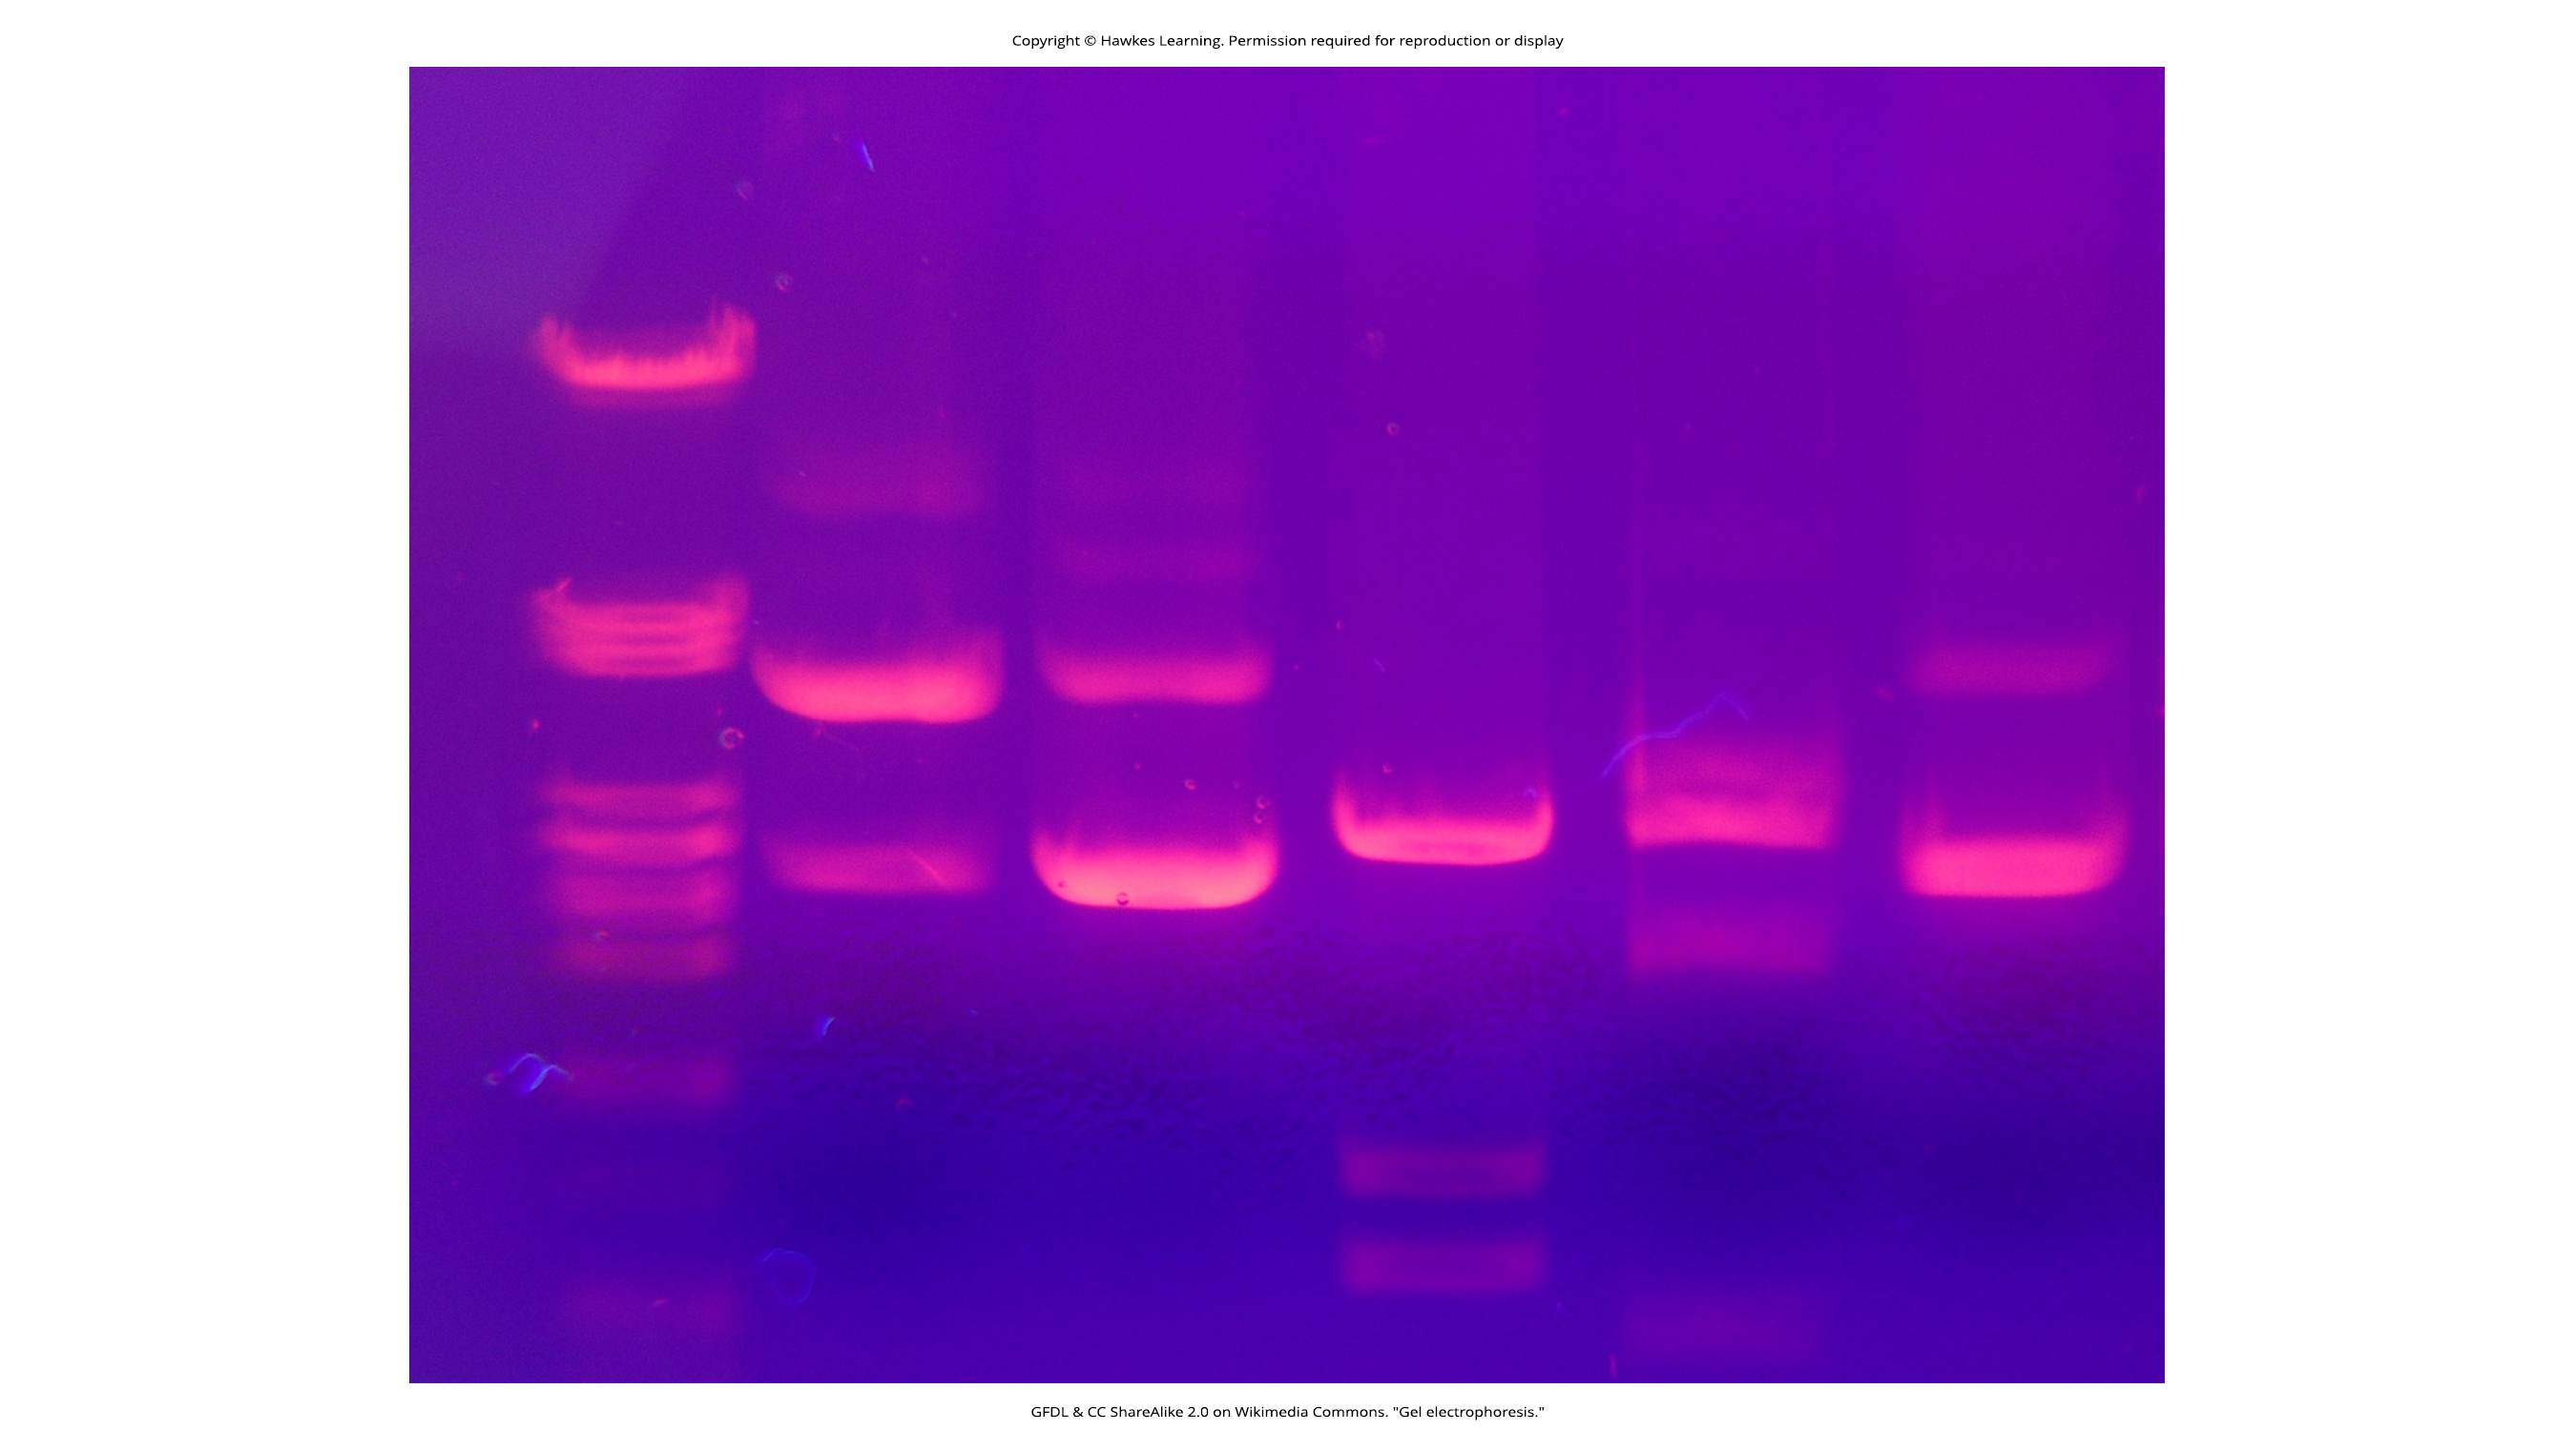 Copyright © Hawkes Learning. Permission required for reproduction or display
GFDL & CC ShareAlike 2.0 on Wikimedia Commons. "Gel electrophoresis."